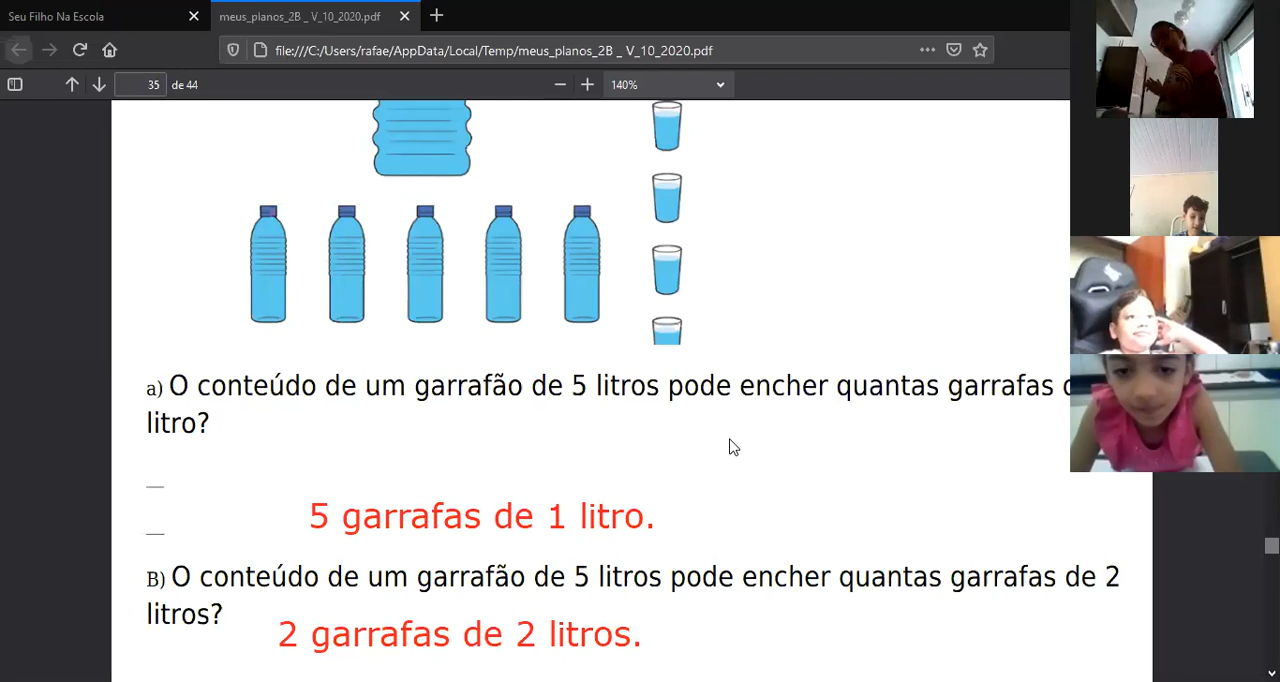 Seu Filho Na Escola
meus_planos_2B _ V_10_2020.pdf
file:///C:/Users/rafae/AppData/Local/Temp/meus_planos_2B _ V_10_2020.pdf
35 de 44
140%
a) O conteúdo de um garrafão de 5 litros pode encher quantas garrafas
litro?
5 garrafas de 1 litro.
B) O conteúdo de um garrafão de 5 litros pode encher quantas garrafas de 2
litros?
2 garrafas de 2 litros.